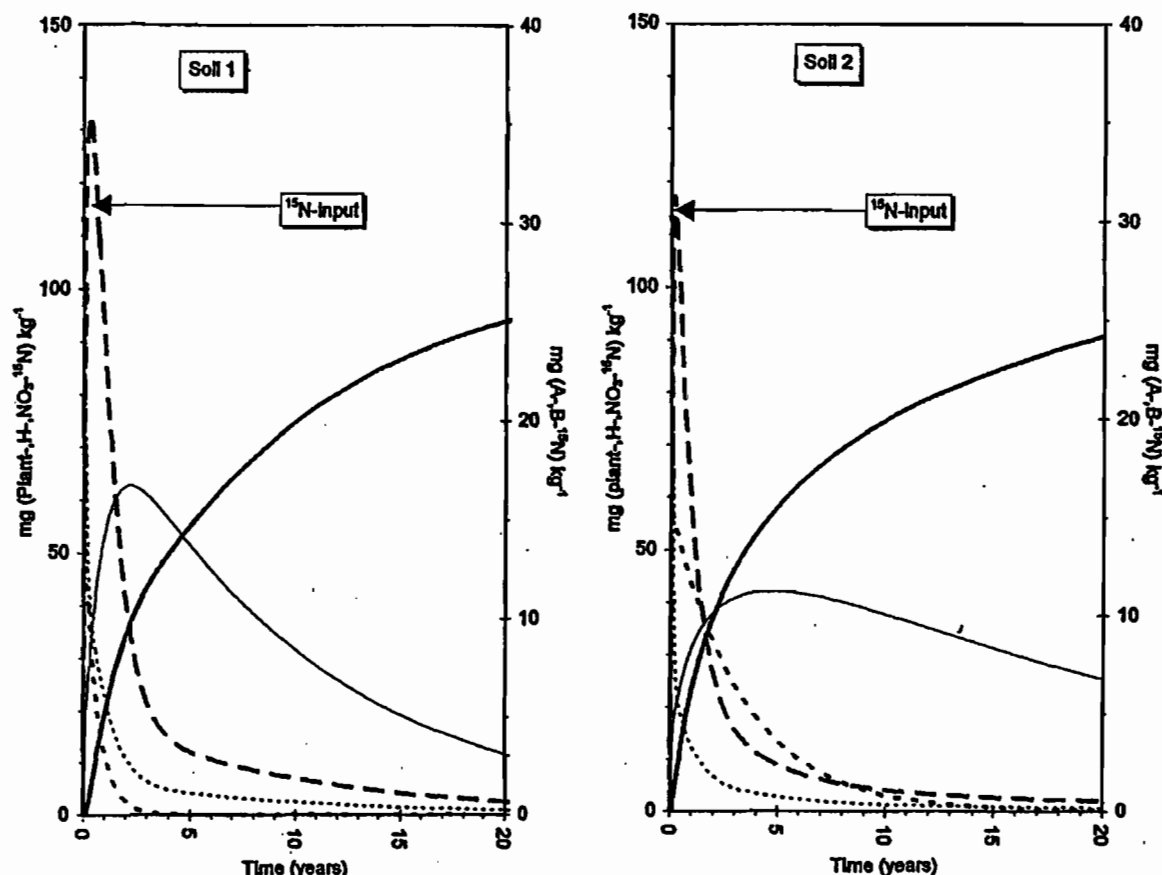 150
100
50
0
mg (Plant-,H-,NO₃-¹⁵N) kg⁻¹
Soil 1
¹⁵N-input
40
30
20
10
0
mg (A-,B-¹⁵N) kg⁻¹
0 5 10 15 20
Time (years)
150
100
50
0
mg (plant-,H-,NO₃-¹⁵N) kg⁻¹
Soil 2
¹⁵N-input
40
30
20
10
0
mg (A-,B-¹⁵N) kg⁻¹
0 5 10 15 20
Time (years)